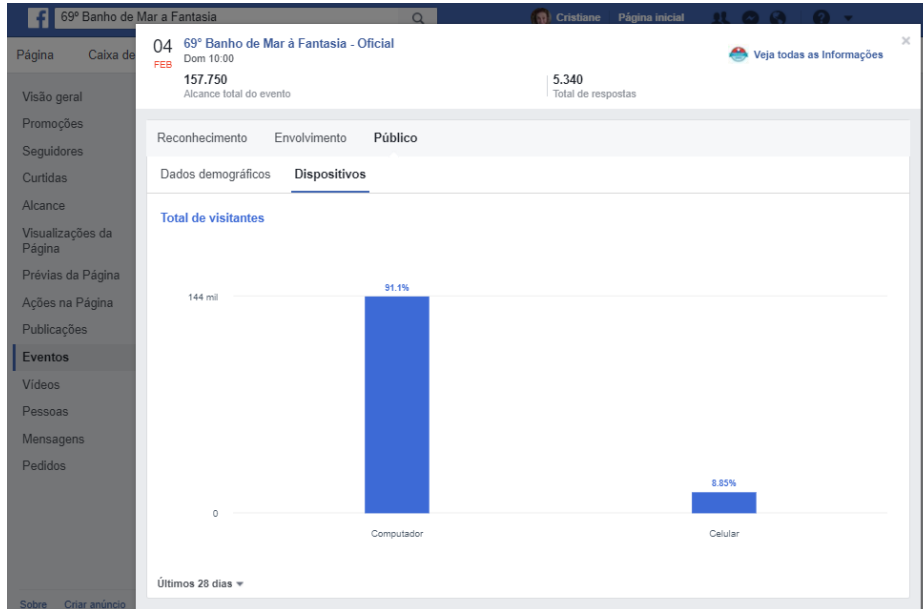 69º Banho de Mar a Fantasia
Cristiane Página inicial
Página Caixa de
Visão geral
Promoções
Seguidores
Curtidas
Alcance
Visualizações da
Página
Prévias da Página
Ações na Página
Publicações
Eventos
Vídeos
Pessoas
Mensagens
Pedidos
Sobre Criar anúncio
04 69° Banho de Mar à Fantasia - Oficial
FEB Dom 10:00
Veja todas as Informações
157.750
Alcance total do evento
5.340
Total de respostas
Reconhecimento Envolvimento Público
Dados demográficos Dispositivos
Total de visitantes
91.1%
144 mil
8.85%
0
Computador Celular
Últimos 28 dias